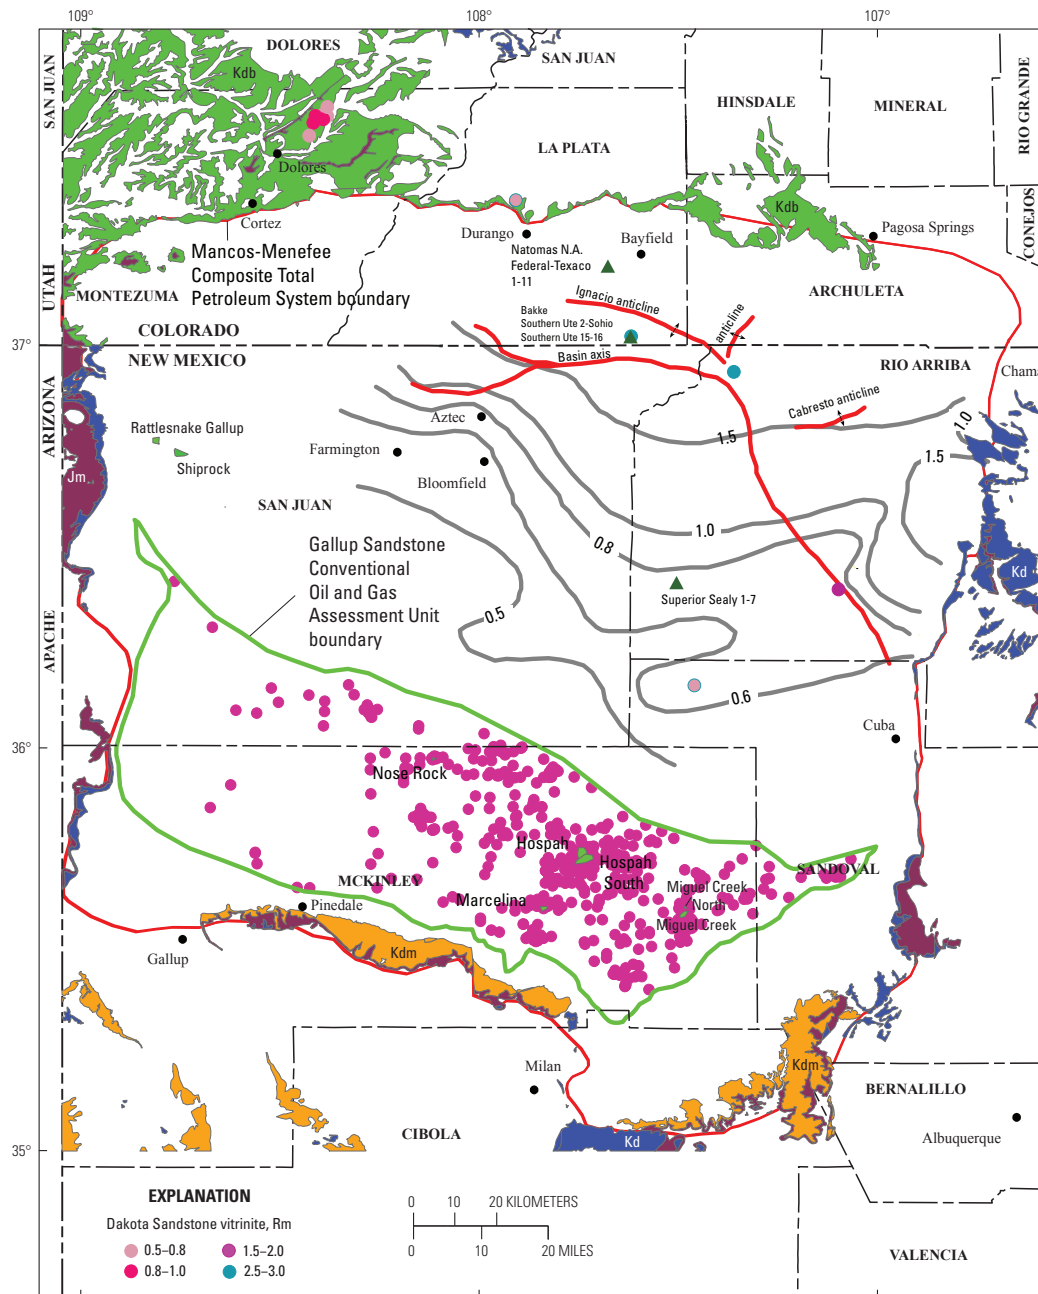 109°
108°
107°
DOLORES
SAN JUAN
SAN JUAN
Kdb
HINSDALE
MINERAL
RIO GRANDE
LA PLATA
Dolores
Kdb
CONEJOS
Cortez
Durango
Bayfield
Pagosa Springs
Mancos-Menefee
Composite Total
Petroleum System boundary
Natomas N.A.
Federal-Texaco
1-11
UTAH
MONTEZUMA
ARCHULETA
Ignacio anticline
anticline
Bakke
Southern Ute 2-Sohio
Southern Ute 15-16
COLORADO
37°
NEW MEXICO
Basin axis
RIO ARRIBA
Chama
ARIZONA
Cabresto anticline
Aztec
1.5
1.0
Rattlesnake Gallup
Farmington
1.5
Shiprock
Jm
Bloomfield
SAN JUAN
1.0
0.8
Gallup Sandstone
Conventional
Oil and Gas
Assessment Unit
boundary
Kd
Superior Sealy 1-7
0.5
APACHE
0.6
Cuba
36°
Nose Rock
Hospah
Hospah
South
SANDOVAL
MCKINLEY
Miguel Creek
North
Marcelina
Pinedale
Miguel Creek
Gallup
Kdm
Milan
Kdm
BERNALILLO
CIBOLA
Kd
Albuquerque
35°
EXPLANATION
Dakota Sandstone vitrinite, Rm
0.5–0.8
1.5–2.0
0.8–1.0
2.5–3.0
0 10 20 KILOMETERS
0 10 20 MILES
VALENCIA